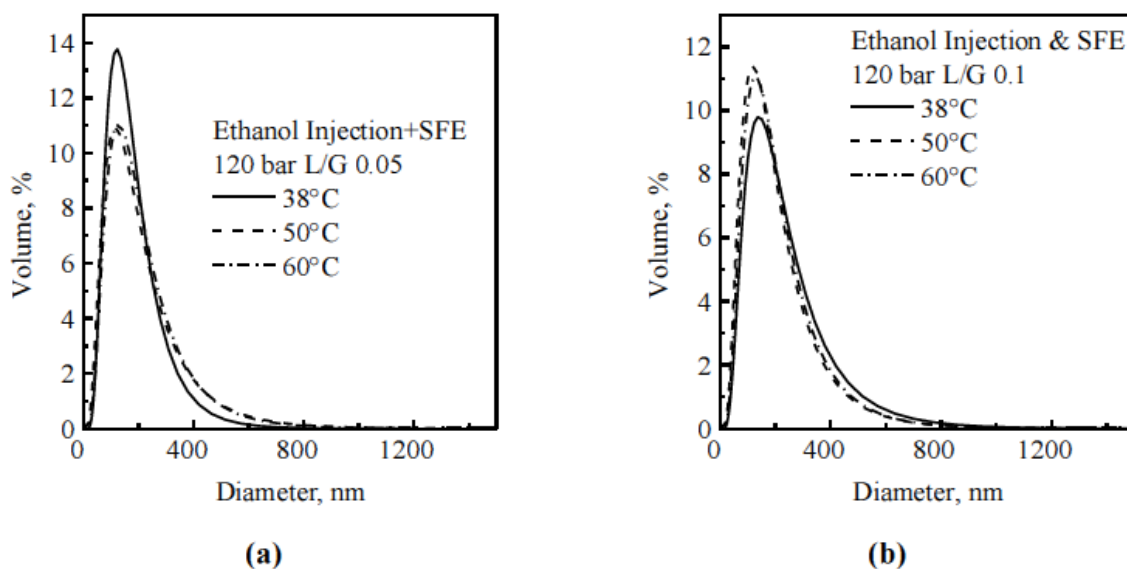 14
12
10
8
6
4
2
0
Volume, %
Ethanol Injection+SFE
120 bar L/G 0.05
38°C
50°C
60°C
0
400
800
1200
Diameter, nm
(a)
12
10
8
6
4
2
0
Volume, %
Ethanol Injection & SFE
120 bar L/G 0.1
38°C
50°C
60°C
0
400
800
1200
Diameter, nm
(b)